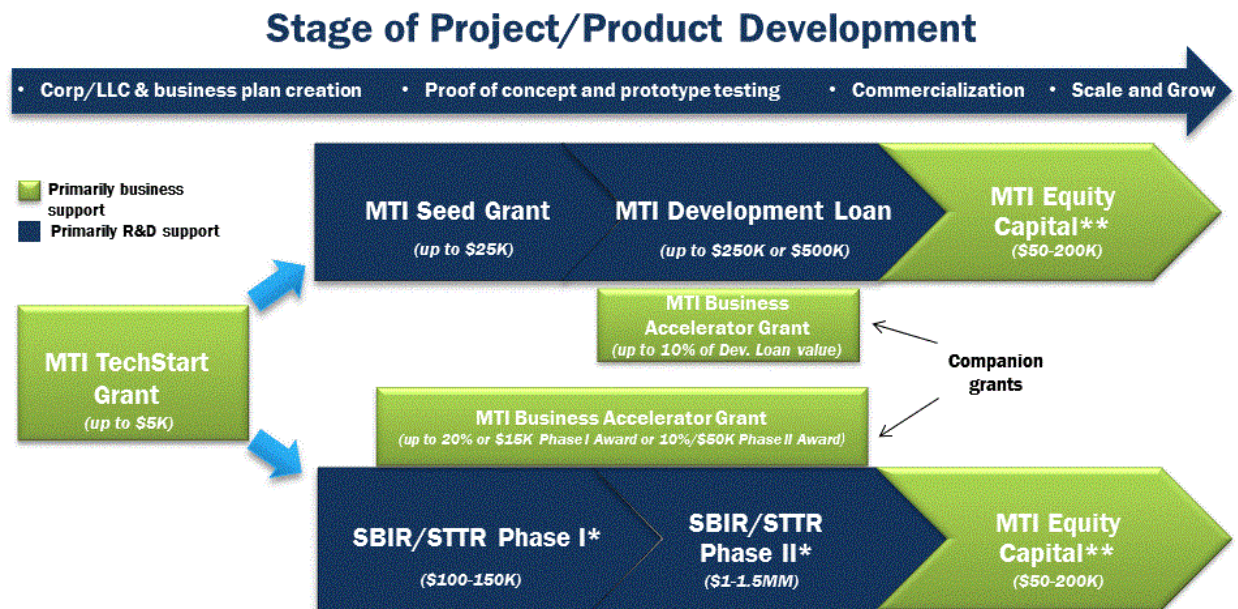 Stage of Project/Product Development
• Corp/LLC & business plan creation • Proof of concept and prototype testing • Commercialization • Scale and Grow
Primarily business
support
Primarily R&D support
MTI Seed Grant
(up to $25K)
MTI Development Loan
(up to $250K or $500K)
MTI Equity
Capital**
($50-200K)
MTI TechStart
Grant
(up to $5K)
MTI Business
Accelerator Grant
(up to 10% of Dev. Loan value)
Companion
grants
MTI Business Accelerator Grant
(up to 20% or $15K Phase I Award or 10%/$50K Phase II Award)
SBIR/STTR Phase I*
($100-150K)
SBIR/STTR
Phase II*
($1-1.5MM)
MTI Equity
Capital**
($50-200K)